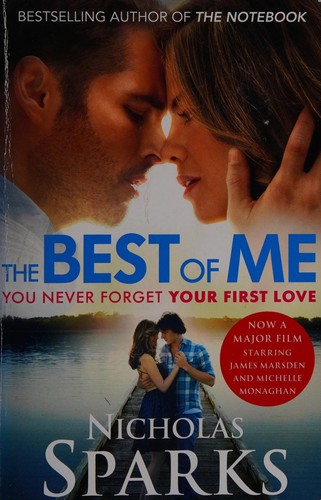 BESTSELLING AUTHOR OF THE NOTEBOOK
THE BEST OF ME
YOU NEVER FORGET YOUR FIRST LOVE
NOW A
MAJOR FILM
STARRING
JAMES MARSDEN
AND MICHELLE
MONAGHAN
NICHOLAS
SPARKS